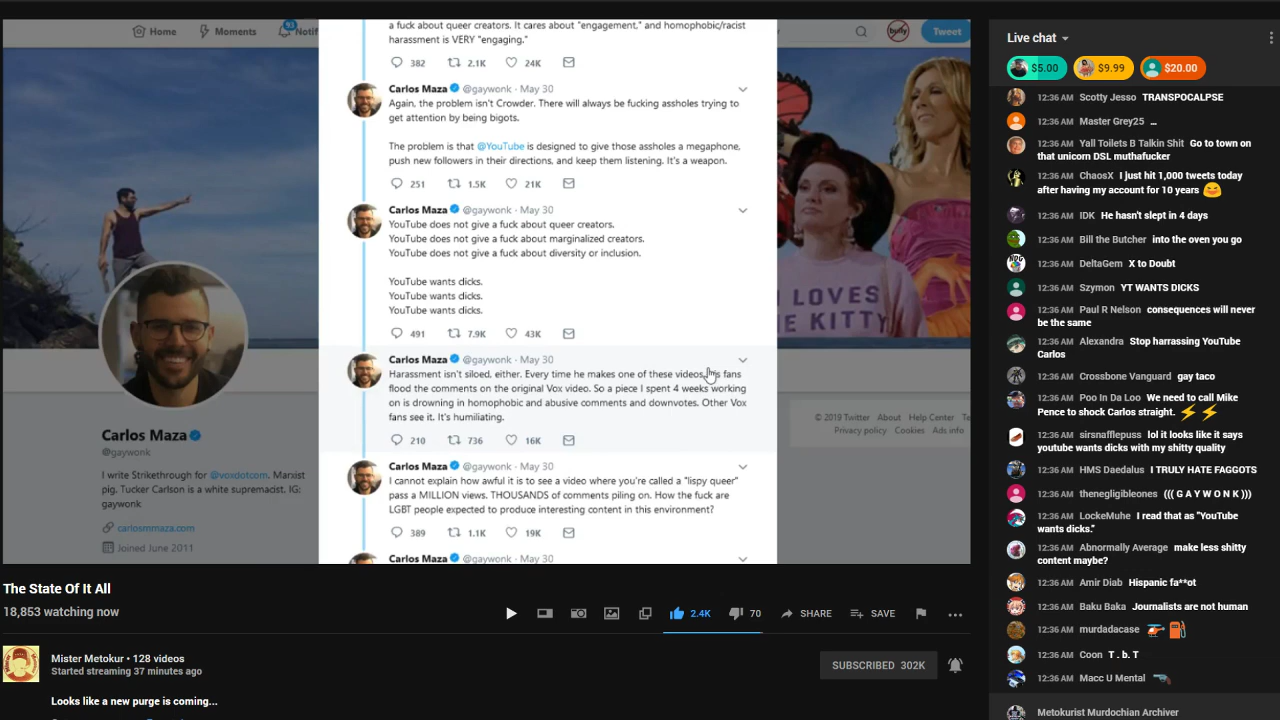 Home
Moments
93
Notif
bully
Tweet
a fuck about queer creators. It cares about "engagement," and homophobic/racist
harassment is VERY "engaging."
382 2.1K 24K
Carlos Maza @gaywonk · May 30
Again, the problem isn't Crowder. There will always be fucking assholes trying to
get attention by being bigots.
The problem is that @YouTube is designed to give those assholes a megaphone,
push new followers in their directions, and keep them listening. It's a weapon.
251 1.5K 21K
Carlos Maza @gaywonk · May 30
YouTube does not give a fuck about queer creators.
YouTube does not give a fuck about marginalized creators.
YouTube does not give a fuck about diversity or inclusion.
YouTube wants dicks.
YouTube wants dicks.
YouTube wants dicks.
491 7.9K 43K
Carlos Maza @gaywonk · May 30
Harassment isn't siloed, either. Every time he makes one of these videos, his fans
flood the comments on the original Vox video. So a piece I spent 4 weeks working
on is drowning in homophobic and abusive comments and downvotes. Other Vox
fans see it. It's humiliating.
210 736 16K
Carlos Maza @gaywonk · May 30
I cannot explain how awful it is to see a video where you're called a "lispy queer"
pass a MILLION views. THOUSANDS of comments piling on. How the fuck are
LGBT people expected to produce interesting content in this environment?
389 1.1K 19K
Carlos Maza @gaywonk · May 30
LOVES
KITTY
© 2019 Twitter About Help Center Te
Privacy policy Cookies Ads info
Carlos Maza
@gaywonk
I write Strikethrough for @voxdotcom. Marxist
pig. Tucker Carlson is a white supremacist. IG:
gaywonk
carlosmmaza.com
Joined June 2011
The State Of It All
18,853 watching now
2.4K 70 SHARE SAVE
Mister Metokur • 128 videos
Started streaming 37 minutes ago
SUBSCRIBED 302K
Looks like a new purge is coming...
Live chat
$5.00 $9.99 $20.00
12:36 AM Scotty Jesso TRANSPOCALPSE
12:36 AM Master Grey25 ..
12:36 AM Yall Toilets B Talkin Shit Go to town on
that unicorn DSL muthafucker
12:36 AM ChaosX I just hit 1,000 tweets today
after having my account for 10 years 😆
12:36 AM IDK He hasn't slept in 4 days
12:36 AM Bill the Butcher into the oven you go
12:36 AM DeltaGem X to Doubt
12:36 AM Szymon YT WANTS DICKS
12:36 AM Paul R Nelson consequences will never
be the same
12:36 AM Alexandra Stop harrassing YouTube
Carlos
12:36 AM Crossbone Vanguard gay taco
12:36 AM Poo In Da Loo We need to call Mike
Pence to shock Carlos straight. ⚡⚡
12:36 AM sirsnafflepuss lol it looks like it says
youtube wants dicks with my shitty quality
12:36 AM HMS Daedalus I TRULY HATE FAGGOTS
12:36 AM thenegligibleones ((( G A Y W O N K )))
12:36 AM LockeMuhe I read that as "YouTube
wants dicks."
12:36 AM Abnormally Average make less shitty
content maybe?
12:36 AM Amir Diab Hispanic fa**ot
12:36 AM Baku Baka Journalists are not human
12:36 AM murdadacase 🚁⛽
12:36 AM Coon T . b. T
12:36 AM Macc U Mental 🔫
Metokurist Murdochian Archiver